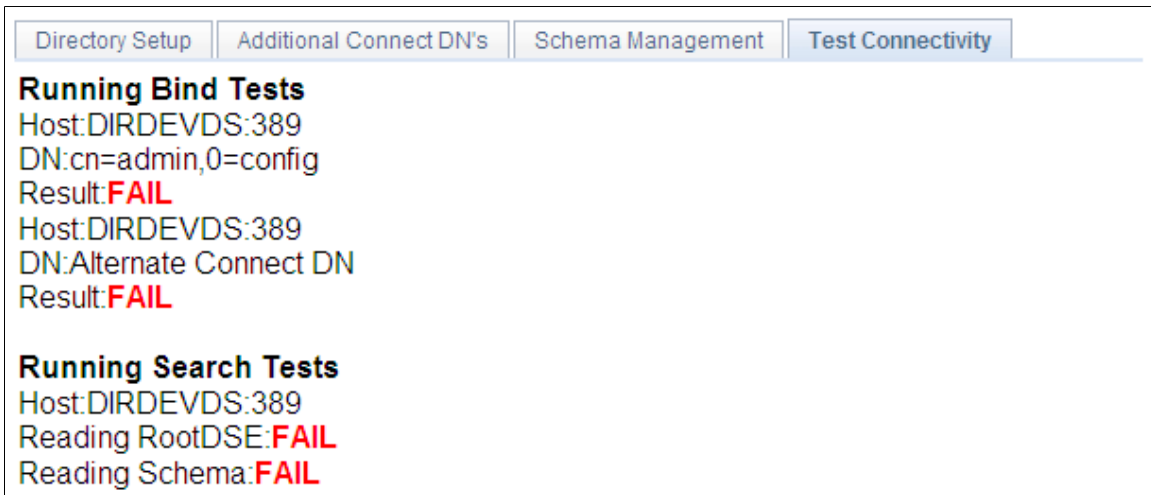 Directory Setup Additional Connect DN's Schema Management Test Connectivity
Running Bind Tests
Host:DIRDEVDS:389
DN:cn=admin,0=config
Result:FAIL
Host:DIRDEVDS:389
DN:Alternate Connect DN
Result:FAIL
Running Search Tests
Host:DIRDEVDS:389
Reading RootDSE:FAIL
Reading Schema:FAIL